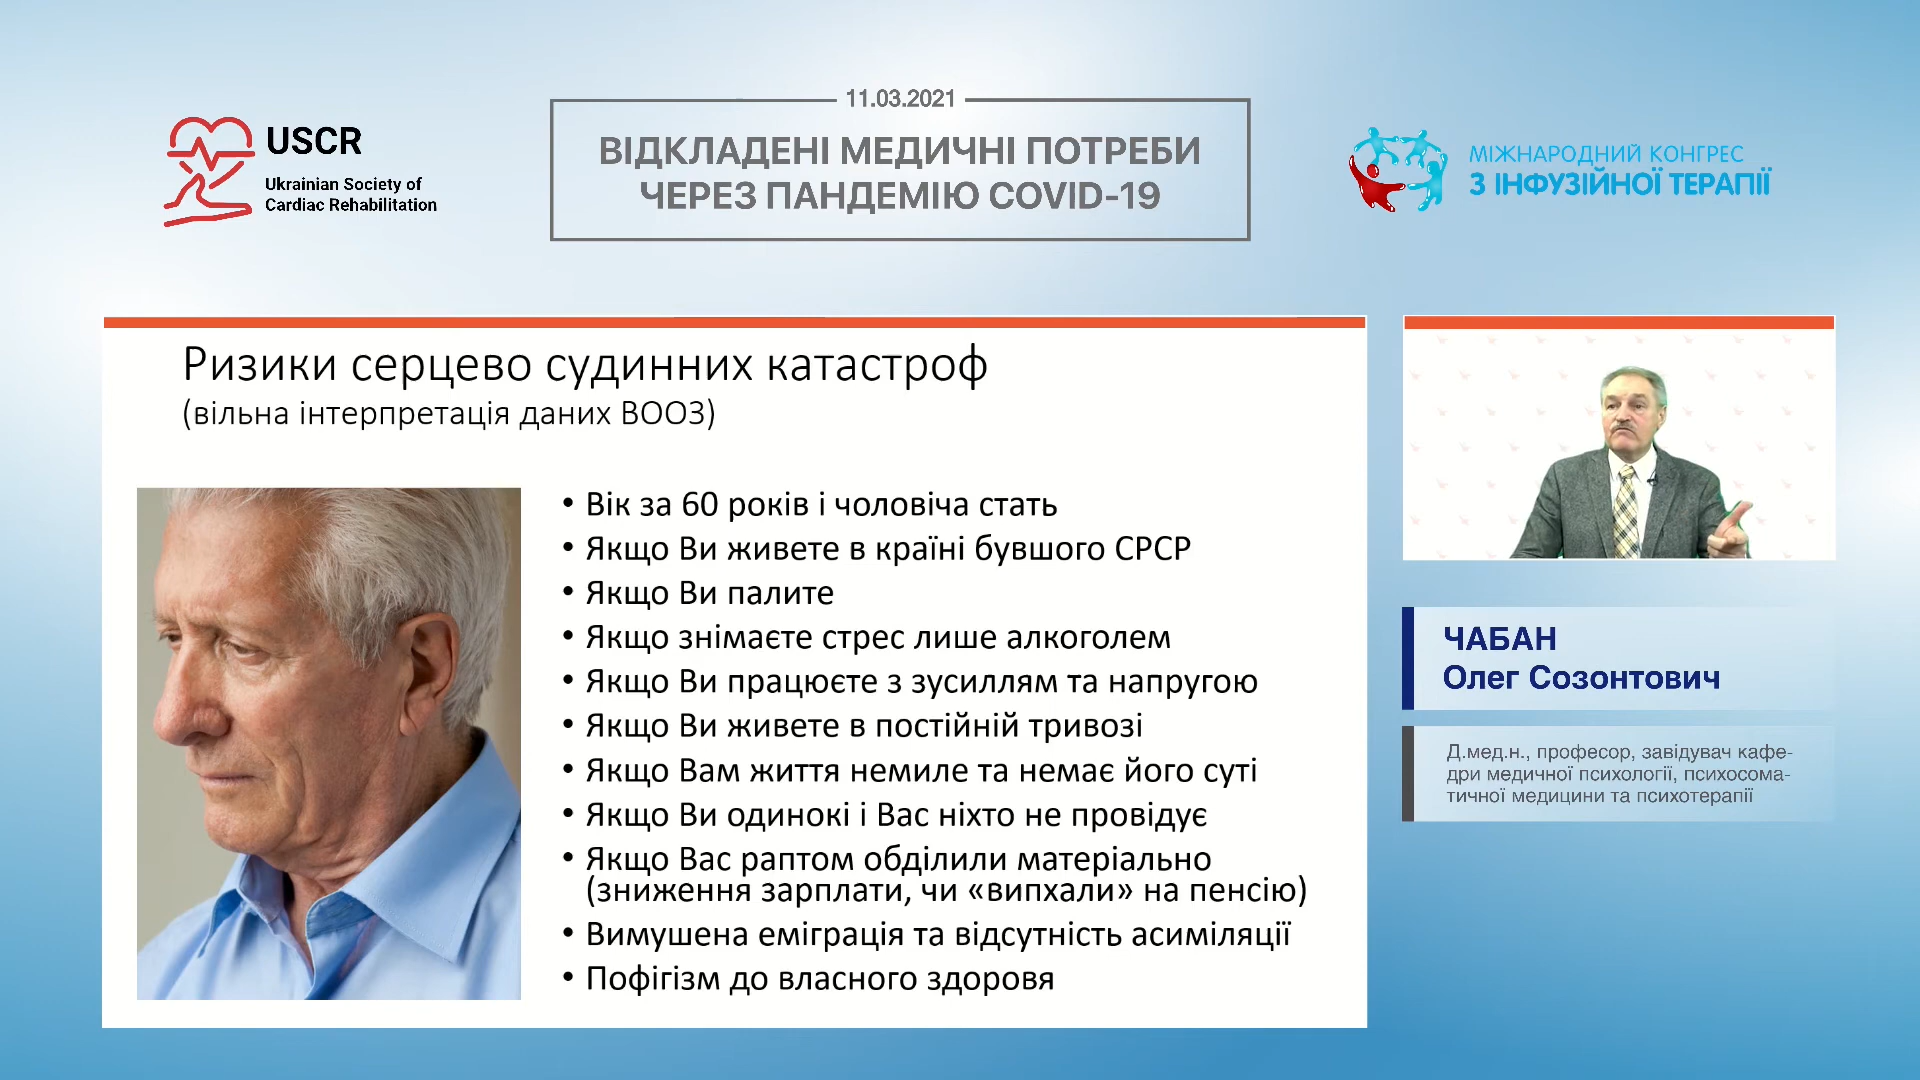 USCR
Ukrainian Society of
Cardiac Rehabilitation
11.03.2021
ВІДКЛАДЕНІ МЕДИЧНІ ПОТРЕБИ
ЧЕРЕЗ ПАНДЕМІЮ COVID-19
МІЖНАРОДНИЙ КОНГРЕС
З ІНФУЗІЙНОЇ ТЕРАПІЇ
Ризики серцево судинних катастроф
(вільна інтерпретація даних ВООЗ)
• Вік за 60 років і чоловіча стать
• Якщо Ви живете в країні бувшого СРСР
• Якщо Ви палите
• Якщо знімаєте стрес лише алкоголем
• Якщо Ви працюєте з зусиллям та напругою
• Якщо Ви живете в постійній тривозі
• Якщо Вам життя немиле та немає його суті
• Якщо Ви одинокі і Вас ніхто не провідує
• Якщо Вас раптом обділили матеріально
(зниження зарплати, чи «випхали» на пенсію)
• Вимушена еміграція та відсутність асиміляції
• Пофігізм до власного здоровя
ЧАБАН
Олег Созонтович
Д.мед.н., професор, завідувач кафе-
дри медичної психології, психосома-
тичної медицини та психотерапії